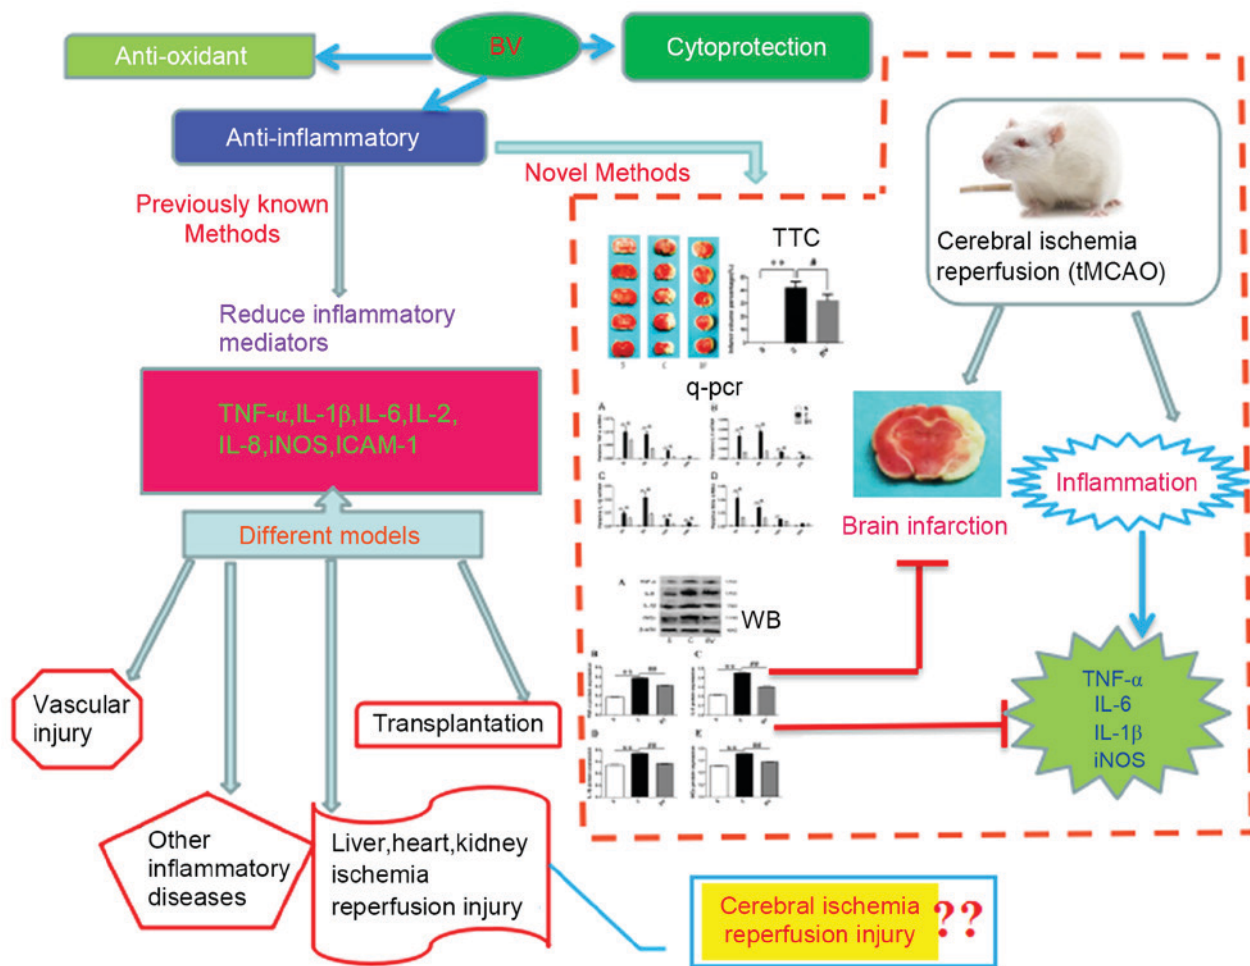 BV
Anti-oxidant
Cytoprotection
Anti-inflammatory
Novel Methods
Previously known
Methods
Reduce inflammatory
mediators
TNF-α,IL-1β,IL-6,IL-2,
IL-8,iNOS,ICAM-1
Different models
Vascular
injury
Transplantation
Other
inflammatory
diseases
Liver,heart,kidney
ischemia
reperfusion injury
Cerebral ischemia
reperfusion injury
??
TTC
q-pcr
A
B
C
D
A
WB
B
C
D
E
Cerebral ischemia
reperfusion (tMCAO)
Brain infarction
Inflammation
TNF-α
IL-6
IL-1β
iNOS